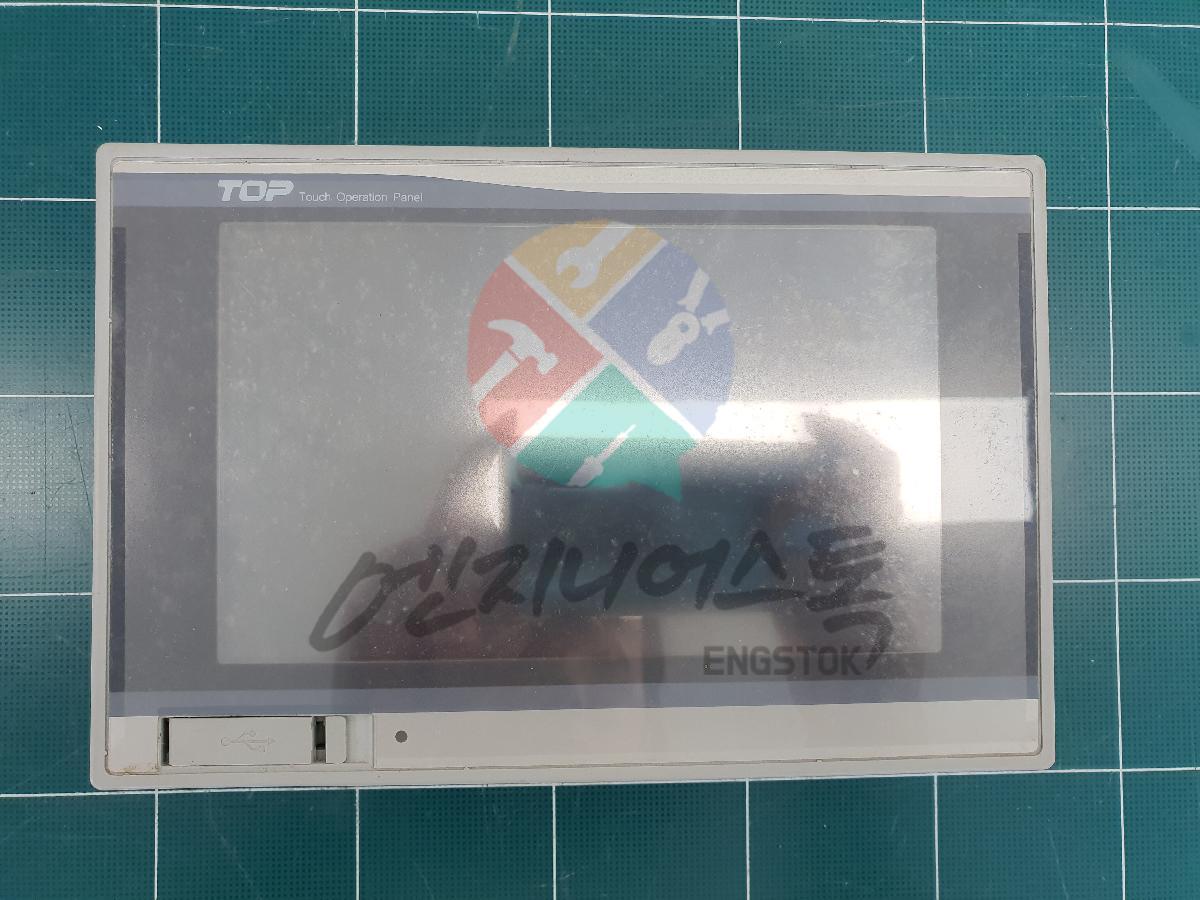 TOP Touch Operation Panel
엔지니어스톡
ENGSTOK